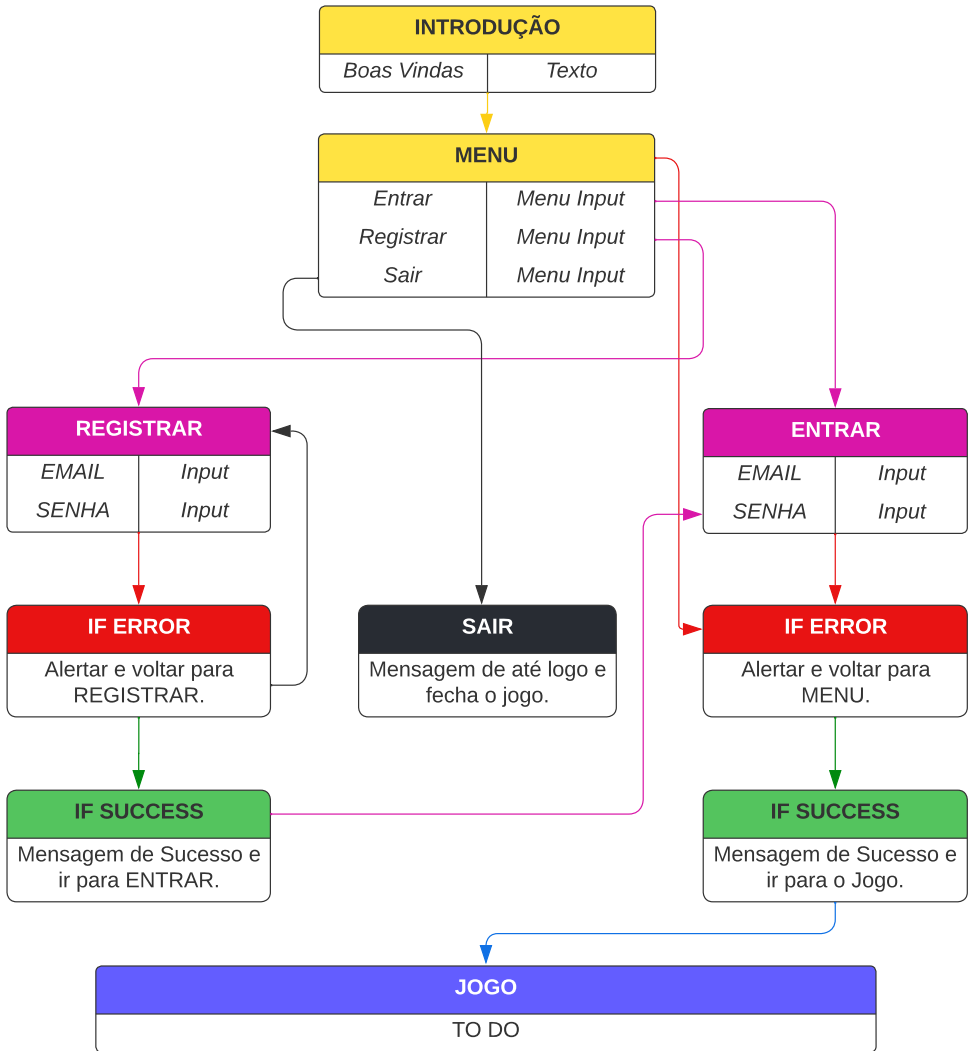 INTRODUÇÃO
Boas Vindas Texto
MENU
Entrar Menu Input
Registrar Menu Input
Sair Menu Input
REGISTRAR
EMAIL Input
SENHA Input
ENTRAR
EMAIL Input
SENHA Input
IF ERROR
Alertar e voltar para
REGISTRAR.
SAIR
Mensagem de até logo e
fecha o jogo.
IF ERROR
Alertar e voltar para
MENU.
IF SUCCESS
Mensagem de Sucesso e
ir para ENTRAR.
IF SUCCESS
Mensagem de Sucesso e
ir para o Jogo.
JOGO
TO DO